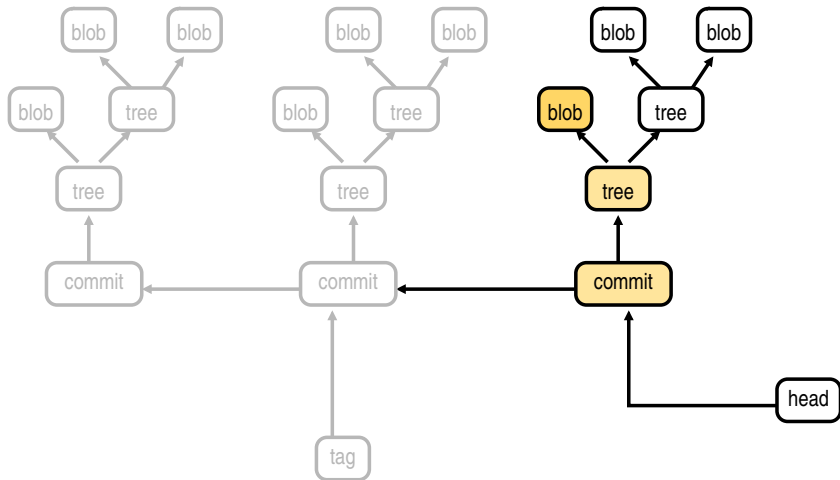 blob blob blob blob blob blob
blob tree blob tree blob tree
tree tree tree
commit commit commit
head
tag